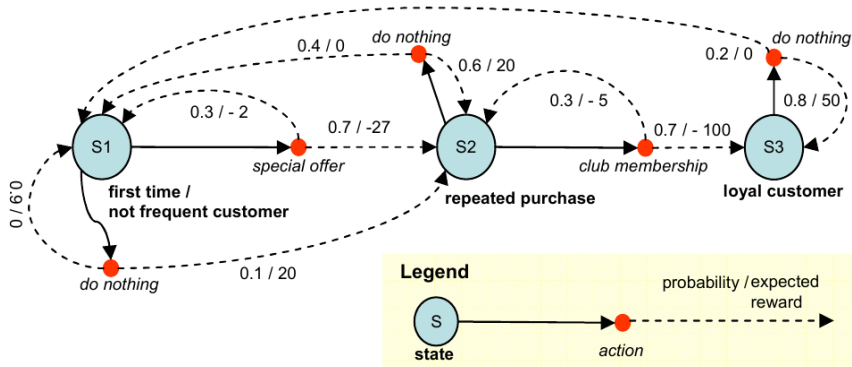 do nothing
do nothing
0.4 / 0
0.6 / 20
0.2 / 0
0.3 / - 2
0.3 / - 5
0.8 / 50
S1
0.7 / -27
S2
0.7 / - 100
S3
special offer
club membership
first time /
not frequent customer
repeated purchase
loyal customer
0.9 / 0
0.1 / 20
do nothing
Legend
probability / expected
reward
S
state
action